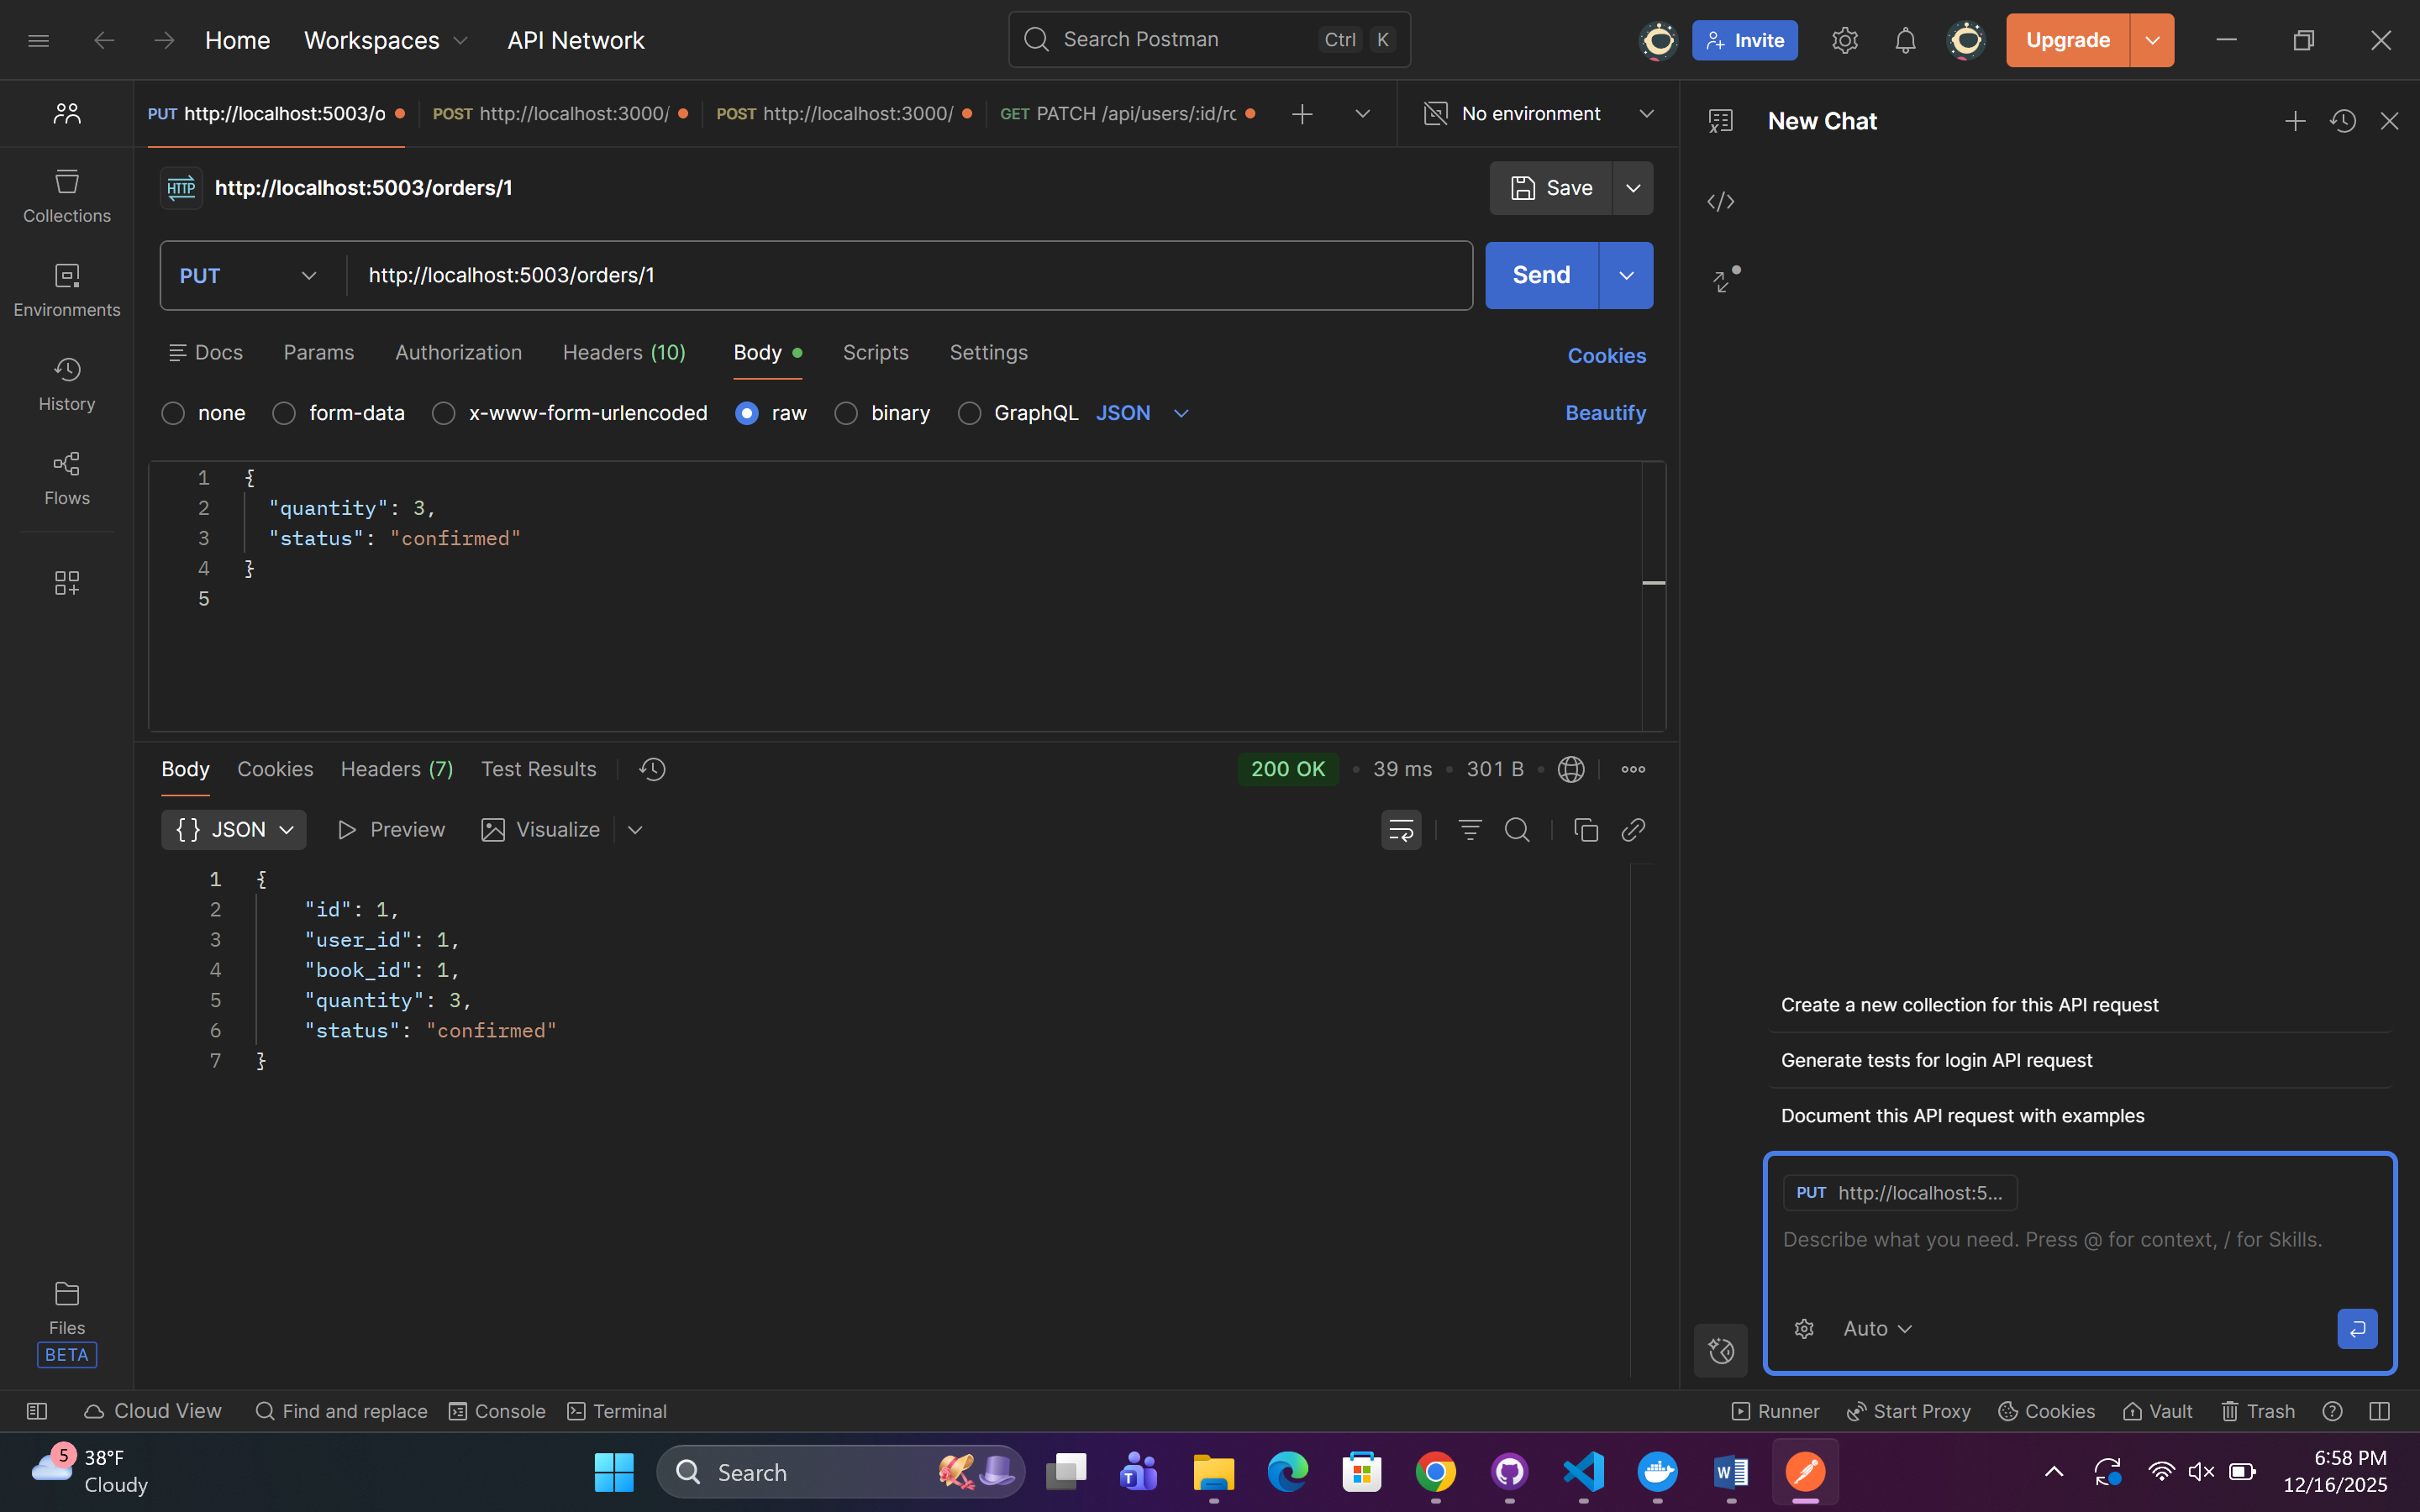 Home Workspaces API Network Search Postman Ctrl K Invite Upgrade
PUT http://localhost:5003/o POST http://localhost:3000/ POST http://localhost:3000/ GET PATCH /api/users/:id/rc No environment New Chat
HTTP http://localhost:5003/orders/1 Save
PUT http://localhost:5003/orders/1 Send
Docs Params Authorization Headers (10) Body Scripts Settings Cookies
none form-data x-www-form-urlencoded raw binary GraphQL JSON Beautify
1 {
2 "quantity": 3,
3 "status": "confirmed"
4 }
5
Collections
Environments
History
Flows
Files
BETA
Body Cookies Headers (7) Test Results 200 OK • 39 ms • 301 B
{} JSON Preview Visualize
1 {
2 "id": 1,
3 "user_id": 1,
4 "book_id": 1,
5 "quantity": 3,
6 "status": "confirmed"
7 }
Create a new collection for this API request
Generate tests for login API request
Document this API request with examples
PUT http://localhost:5...
Describe what you need. Press @ for context, / for Skills.
Auto
Cloud View Find and replace Console Terminal Runner Start Proxy Cookies Vault Trash
5 38°F
Cloudy
Search
6:58 PM
12/16/2025